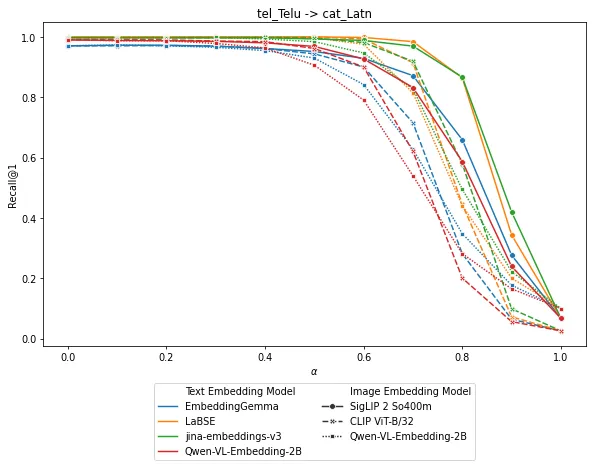 tel_Telu -> cat_Latn
Recall@1
1.0
0.8
0.6
0.4
0.2
0.0
0.0 0.2 0.4 0.6 0.8 1.0
α
Text Embedding Model Image Embedding Model
EmbeddingGemma SigLIP 2 So400m
LaBSE CLIP ViT-B/32
jina-embeddings-v3 Qwen-VL-Embedding-2B
Qwen-VL-Embedding-2B